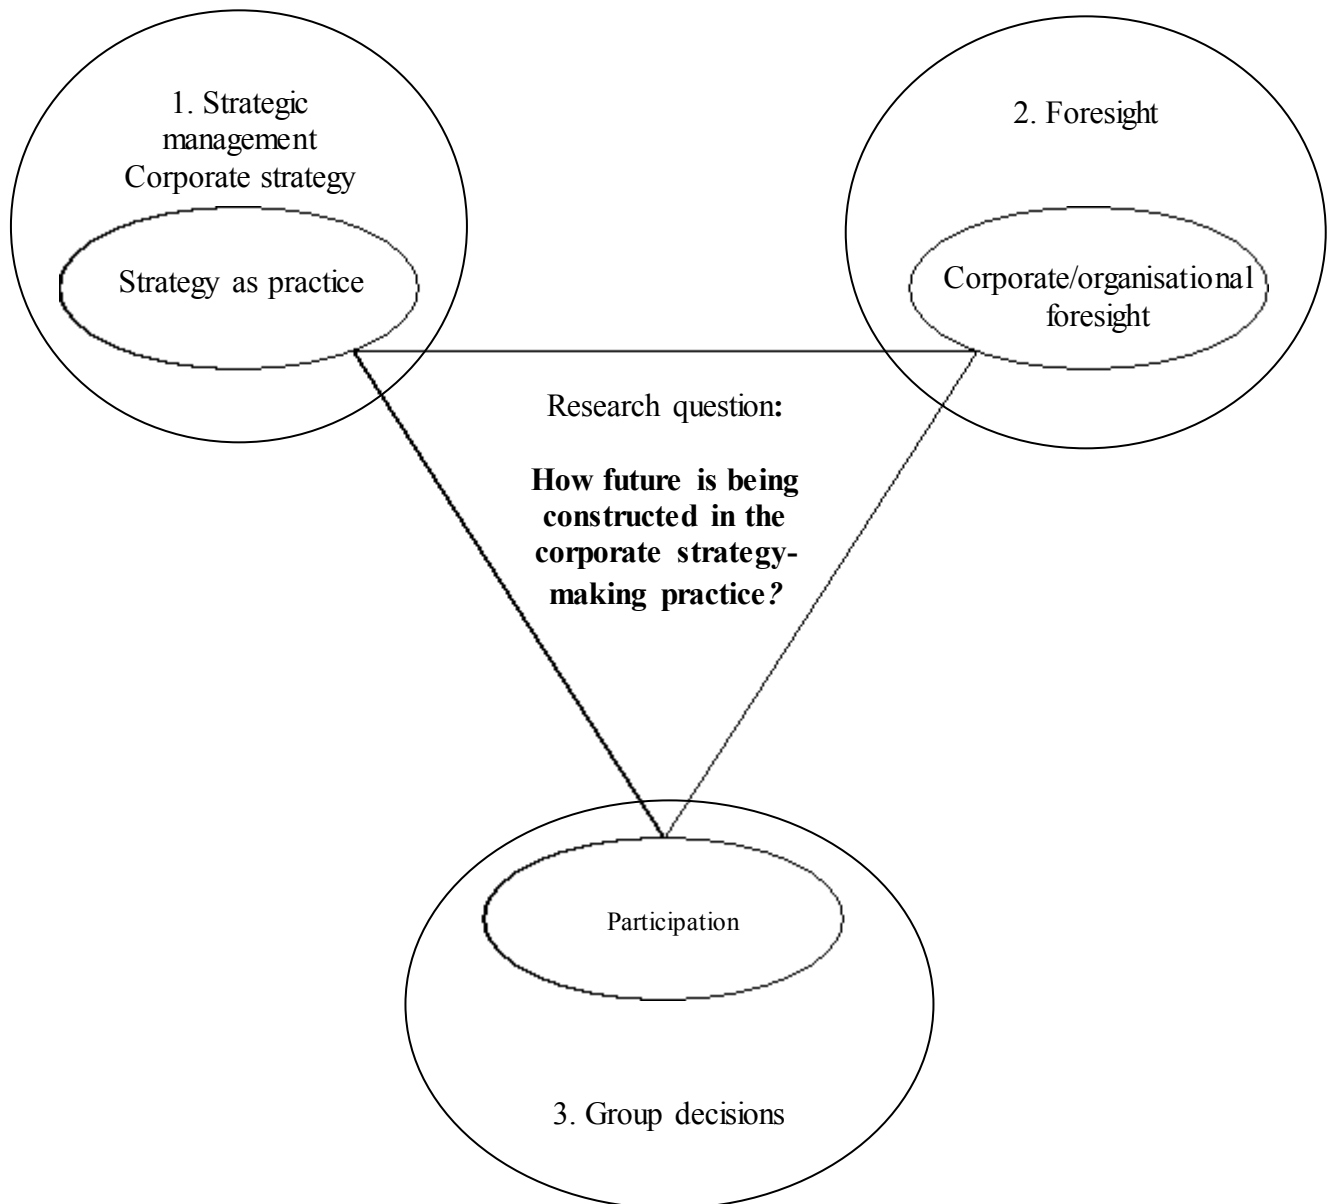 1. Strategic
management
Corporate strategy
Strategy as practice
2. Foresight
Corporate/organisational
foresight
Research question:
How future is being
constructed in the
corporate strategy-
making practice?
Participation
3. Group decisions